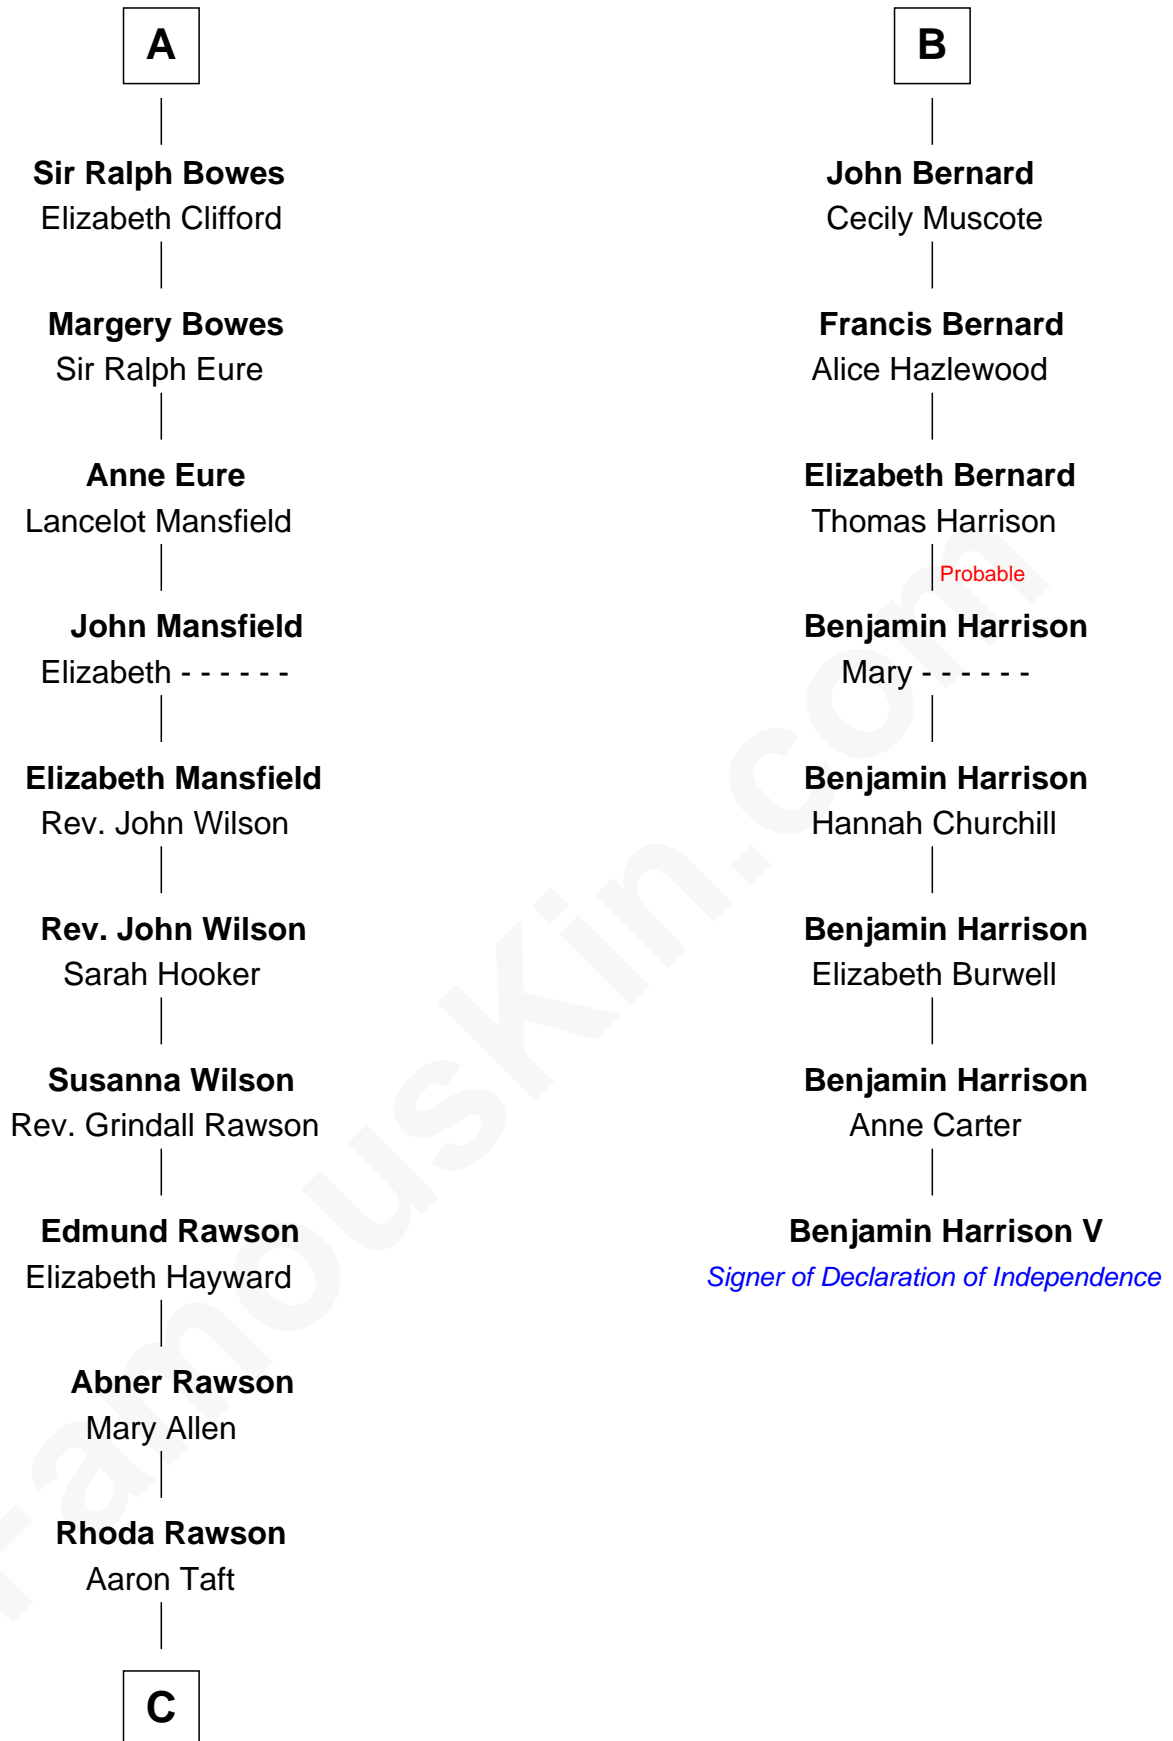 A
Sir Ralph Bowes
Elizabeth Clifford
Margery Bowes
Sir Ralph Eure
Anne Eure
Lancelot Mansfield
John Mansfield
Elizabeth - - - - - -
Elizabeth Mansfield
Rev. John Wilson
Rev. John Wilson
Sarah Hooker
Susanna Wilson
Rev. Grindall Rawson
Edmund Rawson
Elizabeth Hayward
Abner Rawson
Mary Allen
Rhoda Rawson
Aaron Taft
C
B
John Bernard
Cecily Muscote
Francis Bernard
Alice Hazlewood
Elizabeth Bernard
Thomas Harrison
Probable
Benjamin Harrison
Mary - - - - - -
Benjamin Harrison
Hannah Churchill
Benjamin Harrison
Elizabeth Burwell
Benjamin Harrison
Anne Carter
Benjamin Harrison V
Signer of Declaration of Independence
FamousKin.com